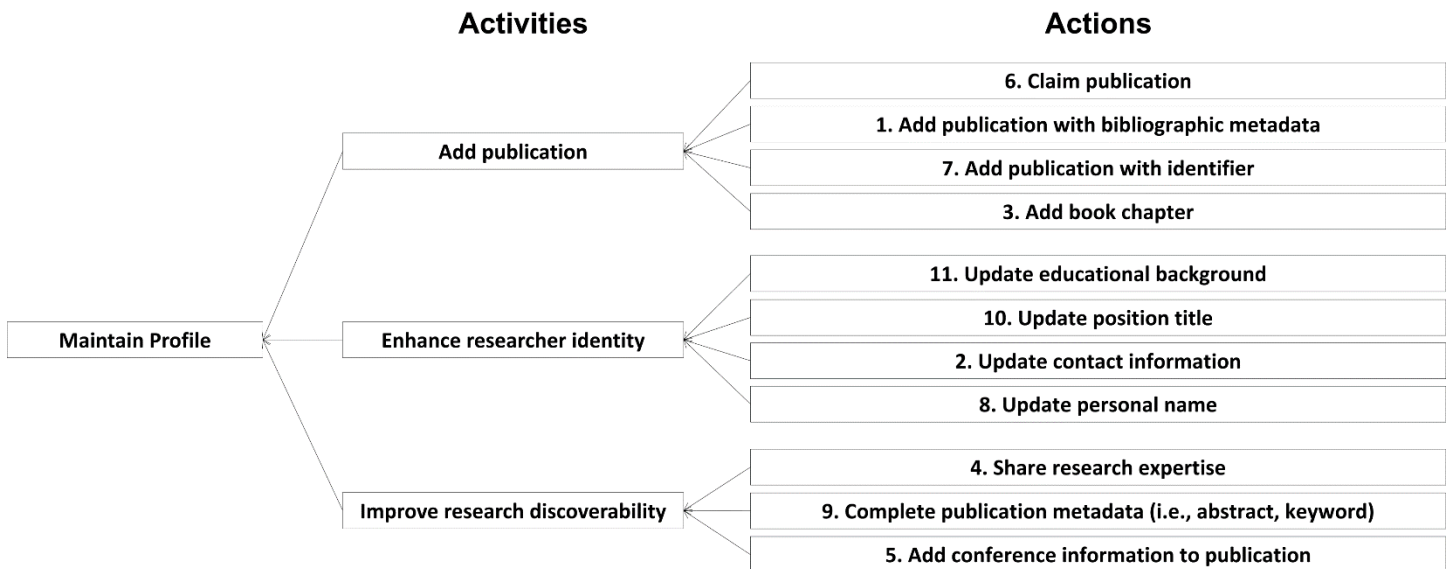 Activities
Actions
Maintain Profile
Add publication
6. Claim publication
1. Add publication with bibliographic metadata
7. Add publication with identifier
3. Add book chapter
Enhance researcher identity
11. Update educational background
10. Update position title
2. Update contact information
8. Update personal name
Improve research discoverability
4. Share research expertise
9. Complete publication metadata (i.e., abstract, keyword)
5. Add conference information to publication